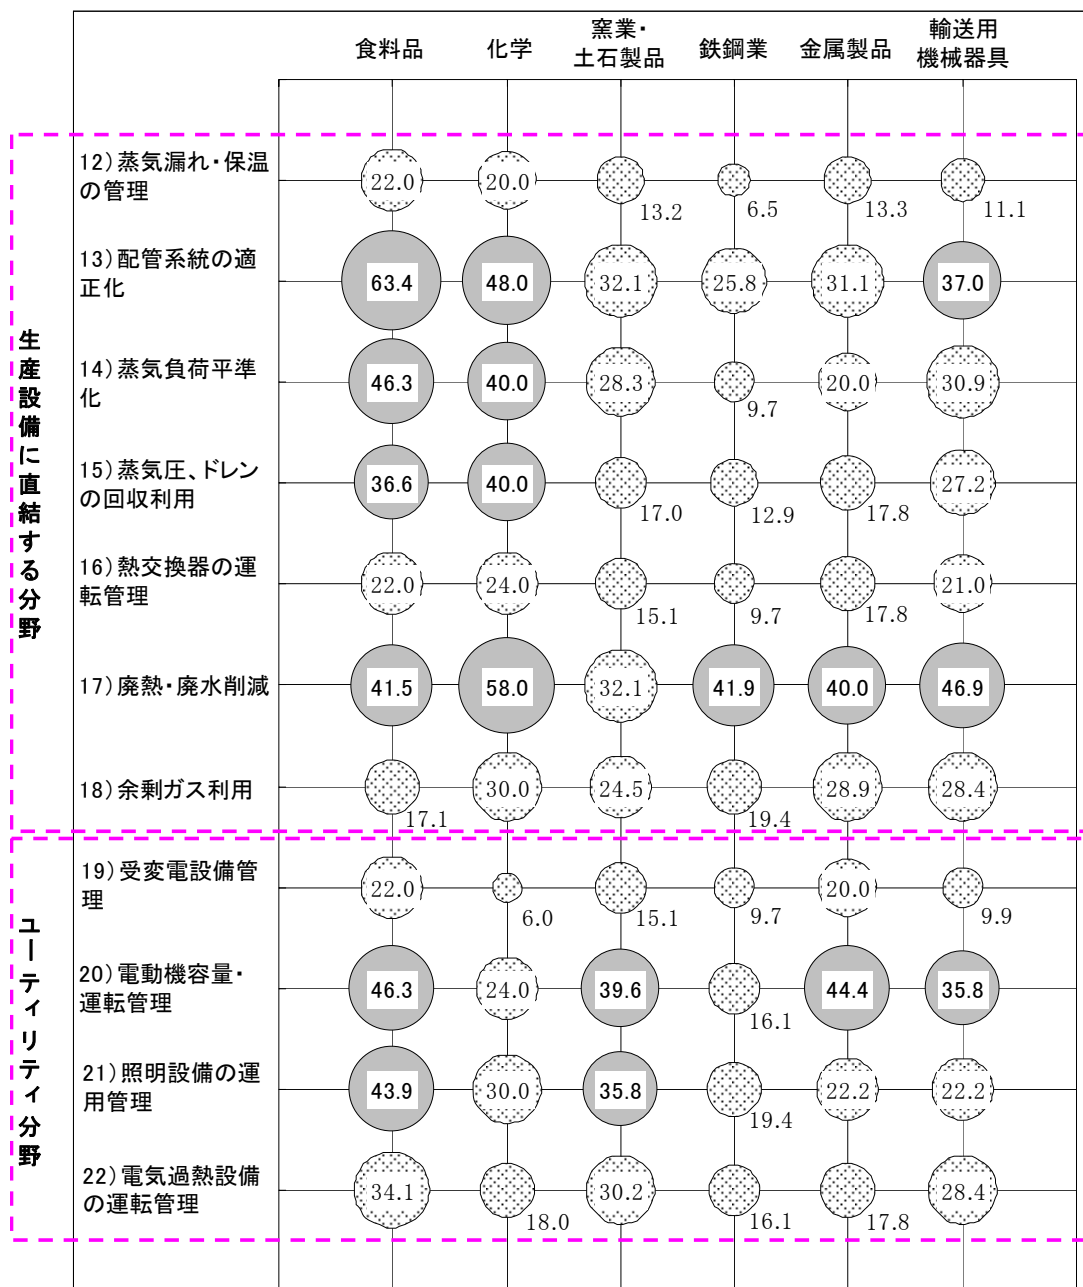 食料品
化学
窯業・
土石製品
鉄鋼業
金属製品
輸送用
機械器具
生産設備に直結する分野
12）蒸気漏れ・保温
の管理
22.0
20.0
13.2
6.5
13.3
11.1
13）配管系統の適
正化
63.4
48.0
32.1
25.8
31.1
37.0
14）蒸気負荷平準
化
46.3
40.0
28.3
9.7
20.0
30.9
15）蒸気圧、ドレン
の回収利用
36.6
40.0
17.0
12.9
17.8
27.2
16）熱交換器の運
転管理
22.0
24.0
15.1
9.7
17.8
21.0
17）廃熱・廃水削減
41.5
58.0
32.1
41.9
40.0
46.9
18）余剰ガス利用
17.1
30.0
24.5
19.4
28.9
28.4
ユーティリティ分野
19）受変電設備管
理
22.0
6.0
15.1
9.7
20.0
9.9
20）電動機容量・
運転管理
46.3
24.0
39.6
16.1
44.4
35.8
21）照明設備の運
用管理
43.9
30.0
35.8
19.4
22.2
22.2
22）電気過熱設備
の運転管理
34.1
18.0
30.2
16.1
17.8
28.4